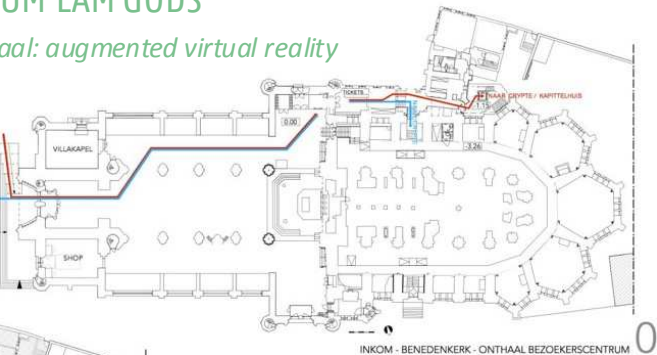 UM LAM GODS
aal: augmented virtual reality
TICKETS
NAAR CRYPTE / KAPITTELHUIS
0.00
VILLAKAPEL
-3.26
SHOP
INKOM - BENEDENKERK - ONTHAAL BEZOEKERSCENTRUM
0